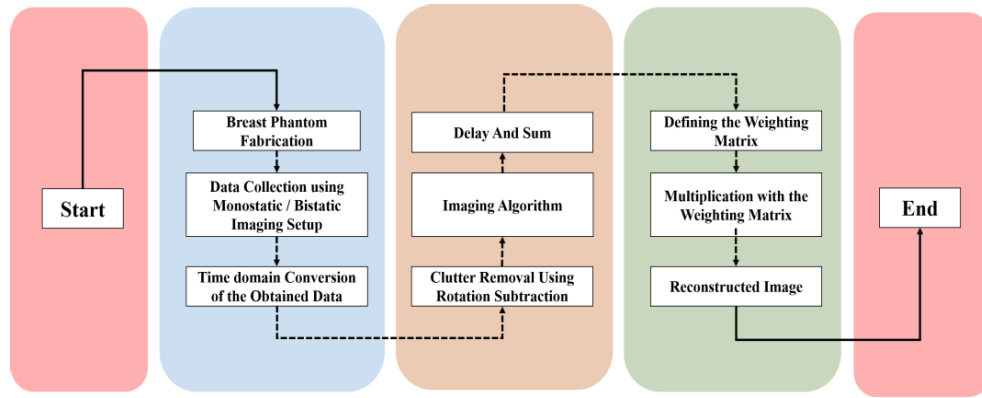 Start
Breast Phantom
Fabrication
Data Collection using
Monostatic / Bistatic
Imaging Setup
Time domain Conversion
of the Obtained Data
Clutter Removal Using
Rotation Subtraction
Imaging Algorithm
Delay And Sum
Defining the Weighting
Matrix
Multiplication with the
Weighting Matrix
Reconstructed Image
End